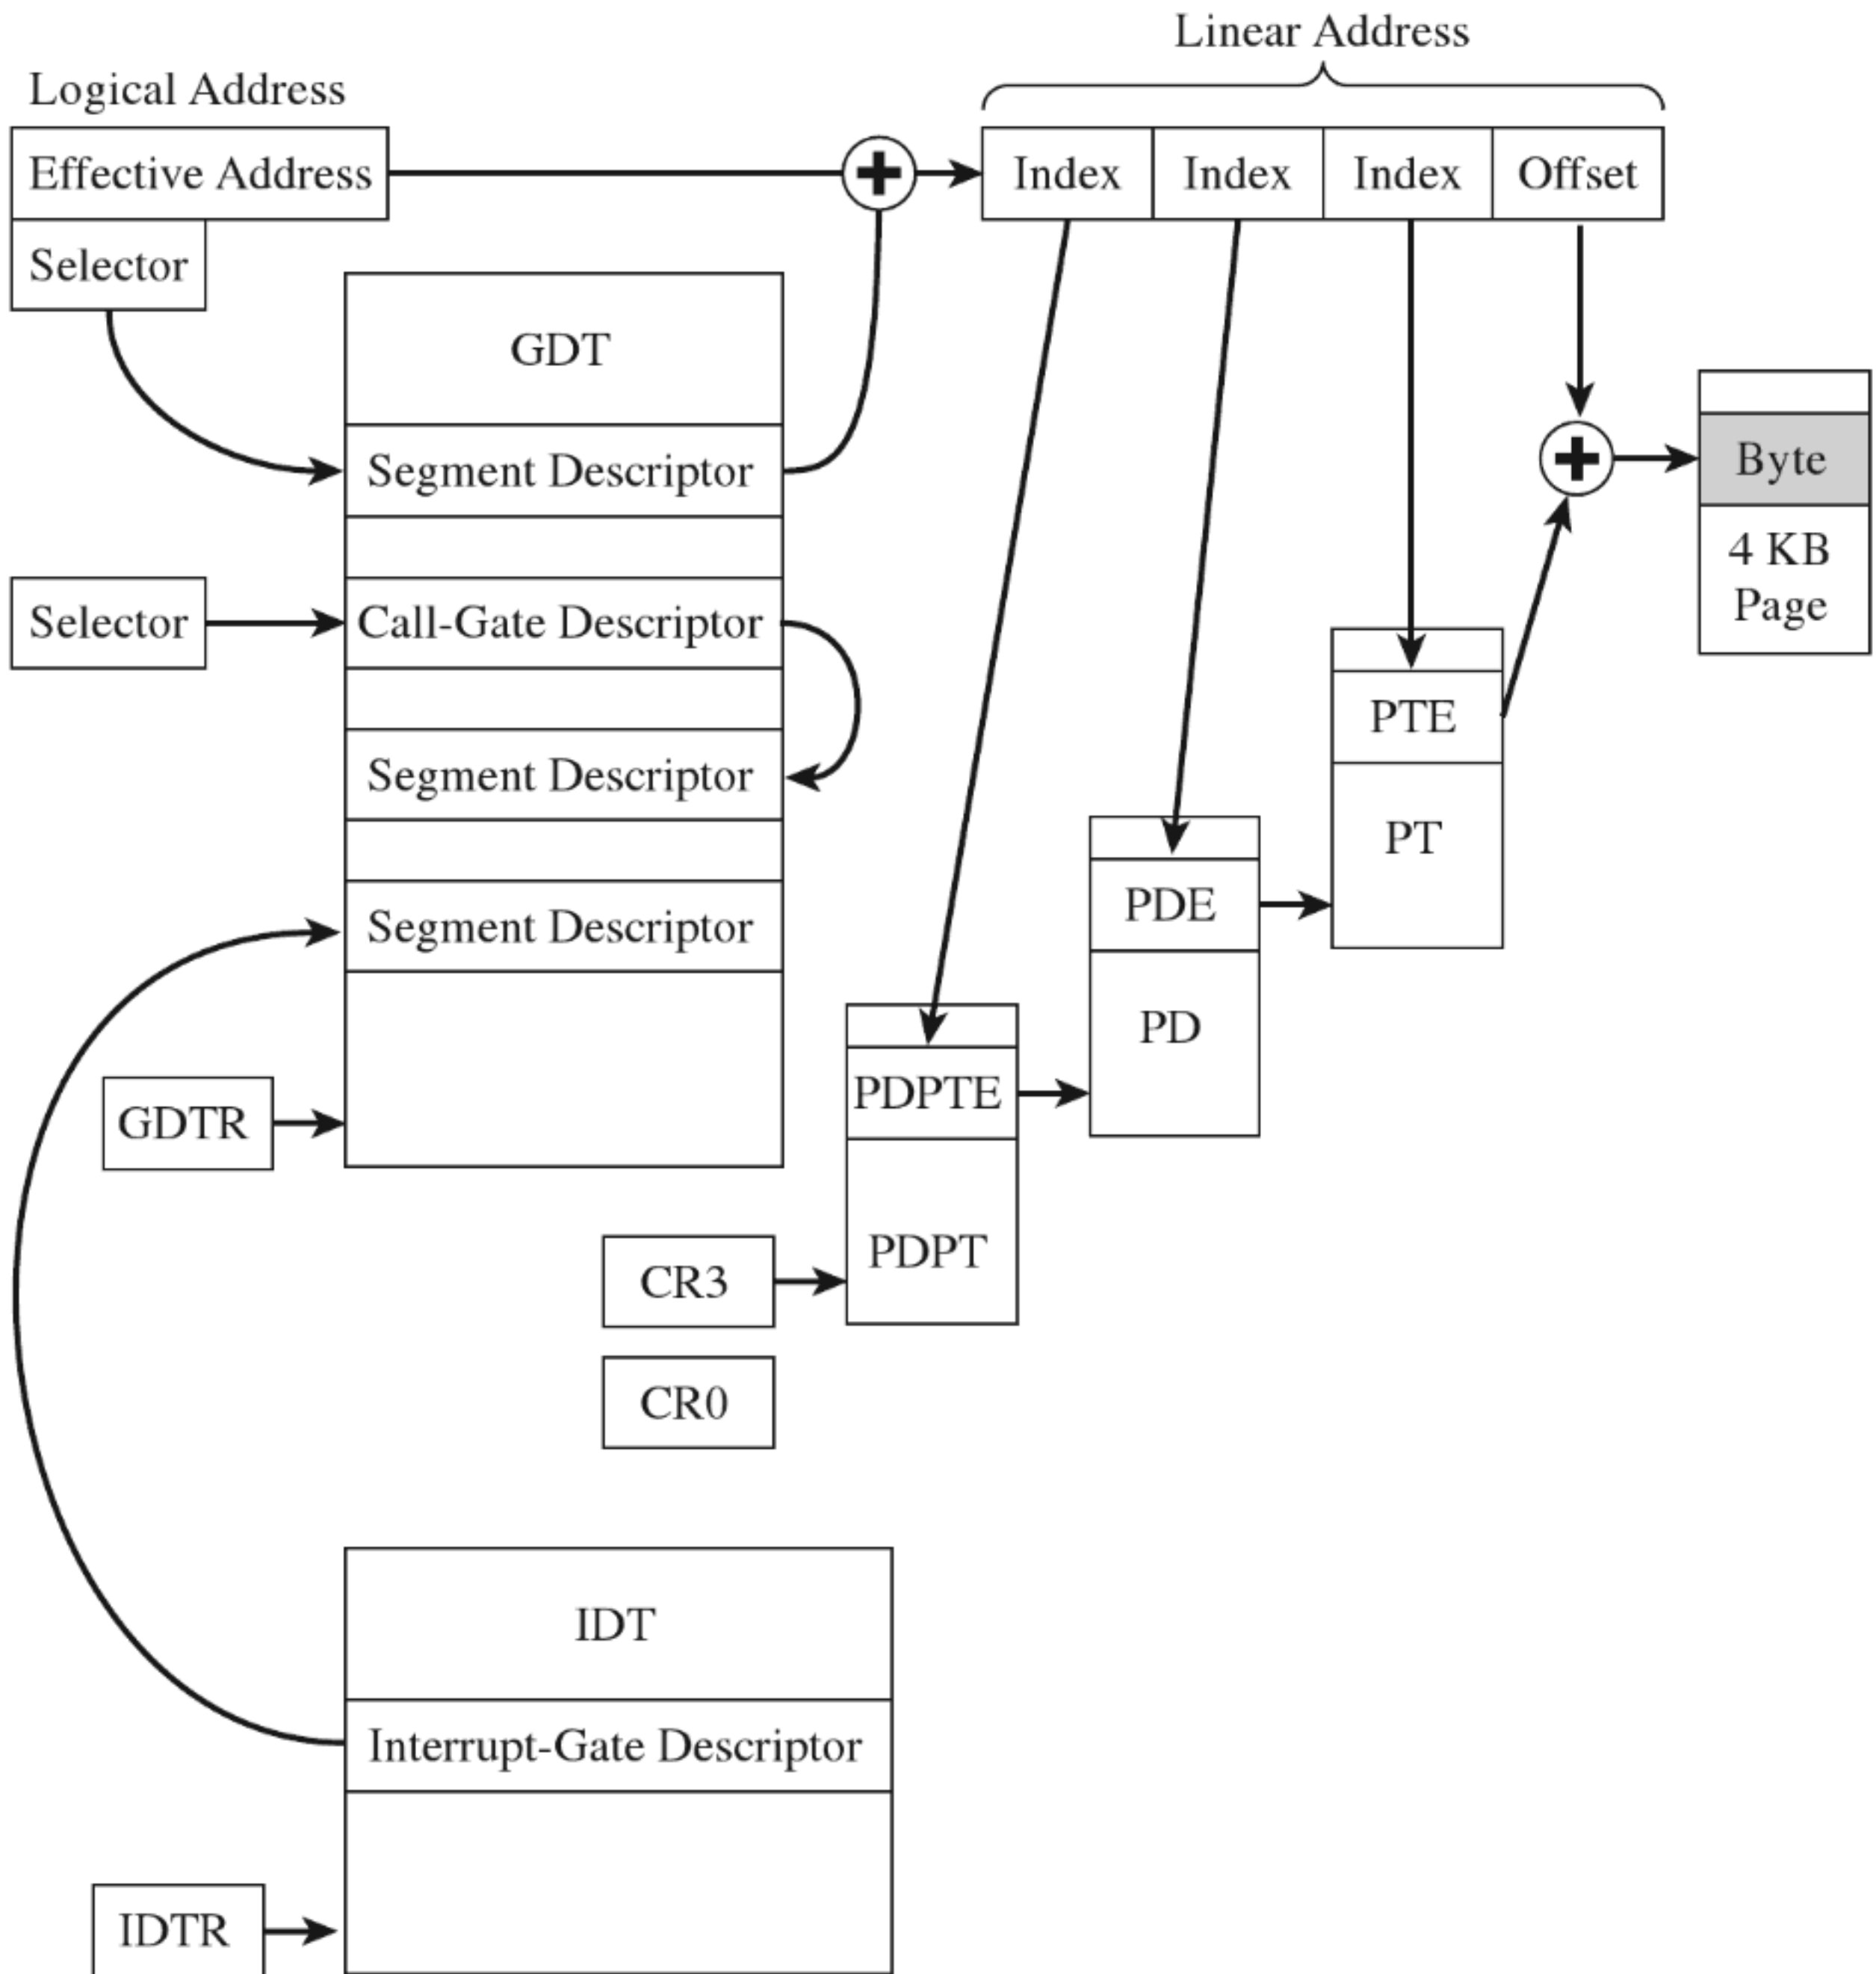 Linear Address
Logical Address
Effective Address
Index
Index
Index
Offset
Selector
GDT
Segment Descriptor
Byte
4 KB
Page
Selector
Call-Gate Descriptor
PTE
PT
Segment Descriptor
PDE
PD
Segment Descriptor
PDPTE
PDPT
GDTR
CR3
CR0
IDT
Interrupt-Gate Descriptor
IDTR